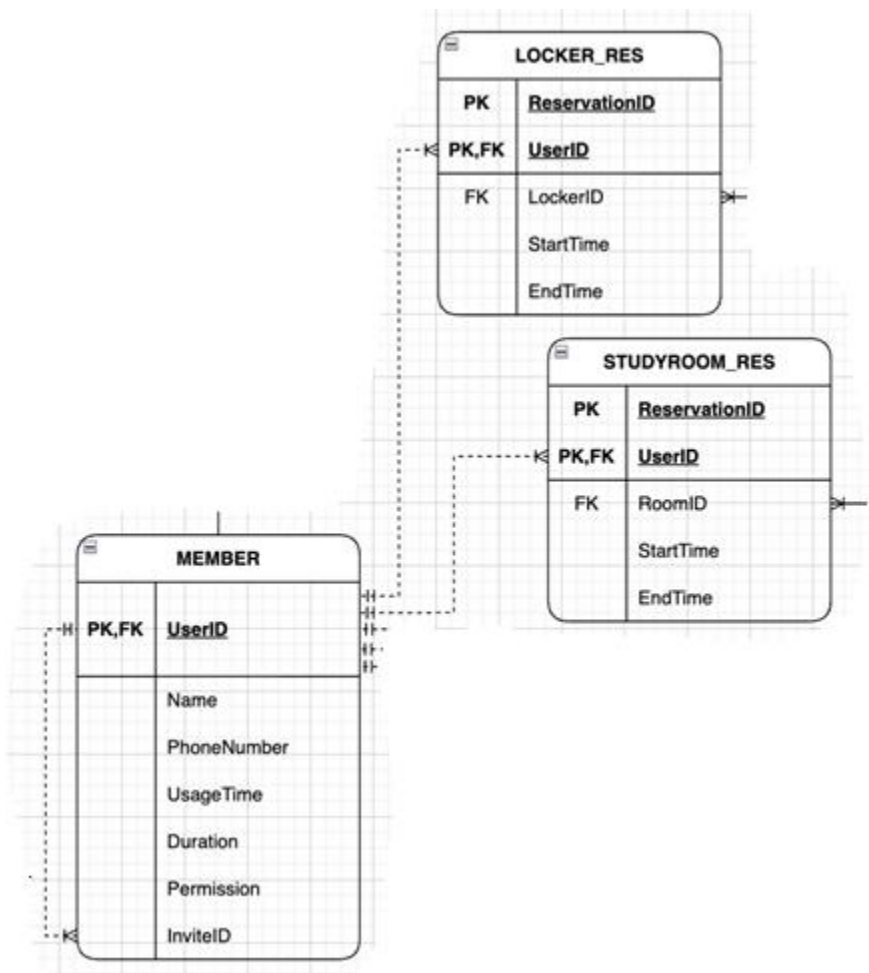 LOCKER_RES
PK ReservationID
PK,FK UserID
FK LockerID
StartTime
EndTime
STUDYROOM_RES
PK ReservationID
PK,FK UserID
FK RoomID
StartTime
EndTime
MEMBER
PK,FK UserID
Name
PhoneNumber
UsageTime
Duration
Permission
InviteID